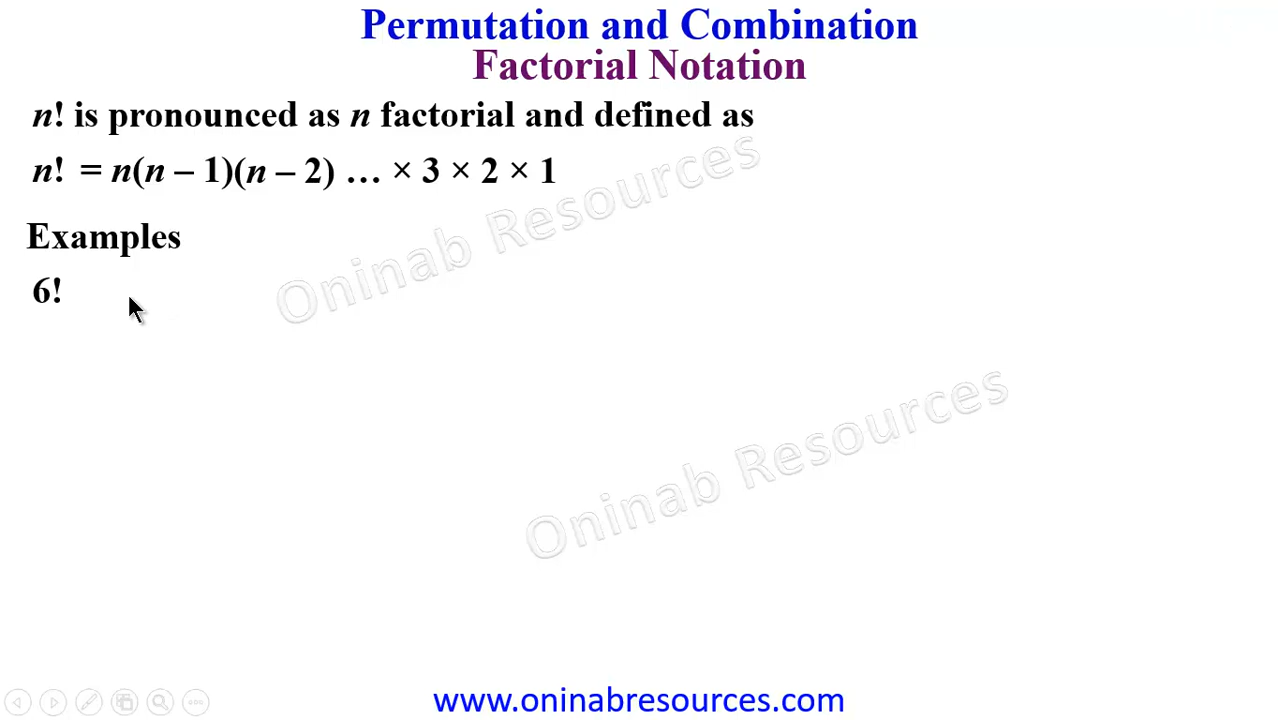 Permutation and Combination
Factorial Notation
n! is pronounced as n factorial and defined as
n! = n(n – 1)(n – 2) … × 3 × 2 × 1
Oninab Resources
Examples
6!
Oninab Resources
www.oninabresources.com